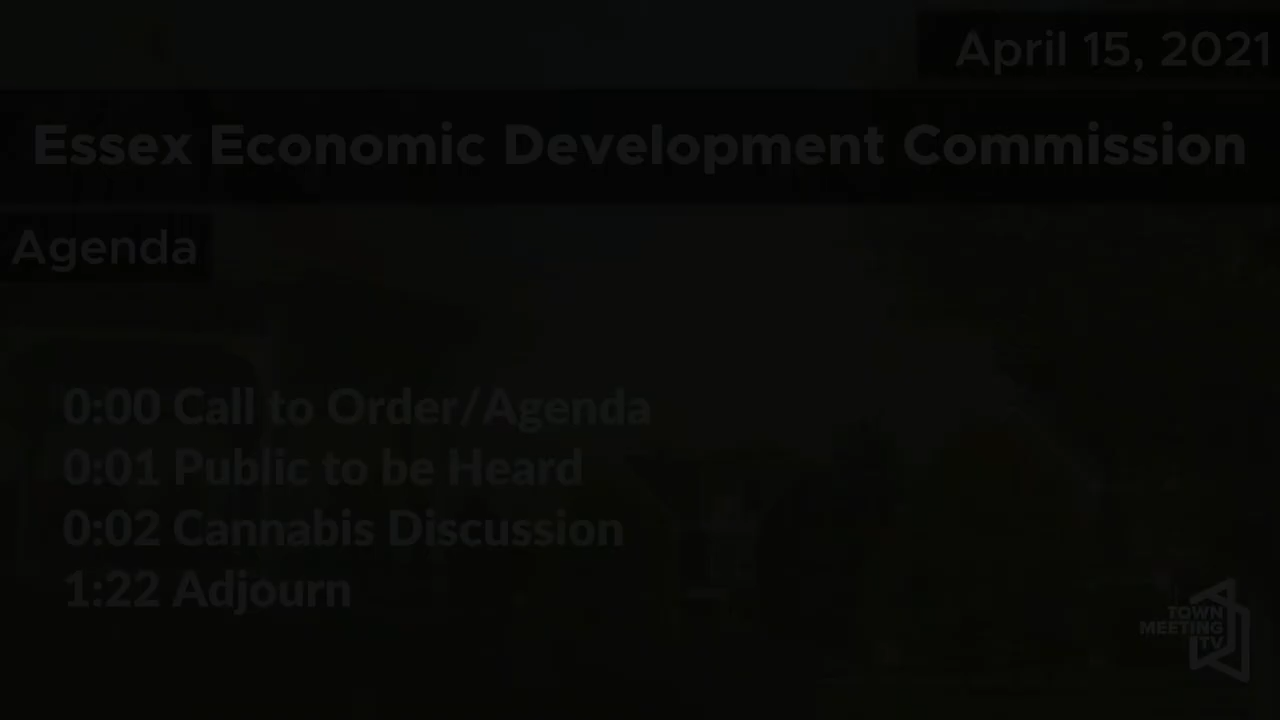 April 15, 2021
Essex Economic Development Commission
Agenda
0:00 Call to Order/Agenda
0:01 Public to be Heard
0:02 Cannabis Discussion
1:22 Adjourn
TOWN
MEETING
TV